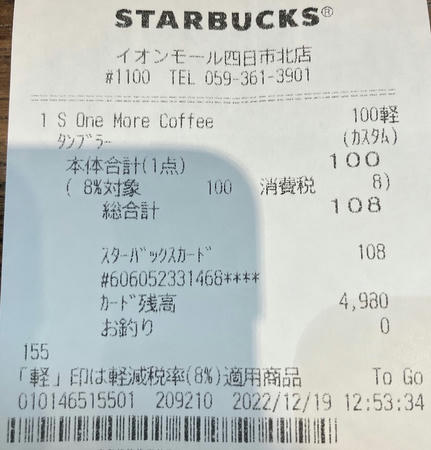 STARBUCKS®
イオンモール四日市北店
#1100 TEL 059-361-3901
1 S One More Coffee 100軽
タンブラー (カスタム)
本体合計(1点) 100
( 8%対象 100 消費税 8)
総合計 108
スターバックスカード 108
#606052331468****
カード残高 4,980
お釣り 0
155
「軽」印は軽減税率(8%)適用商品 To Go
010146515501 209210 2022/12/19 12:53:34